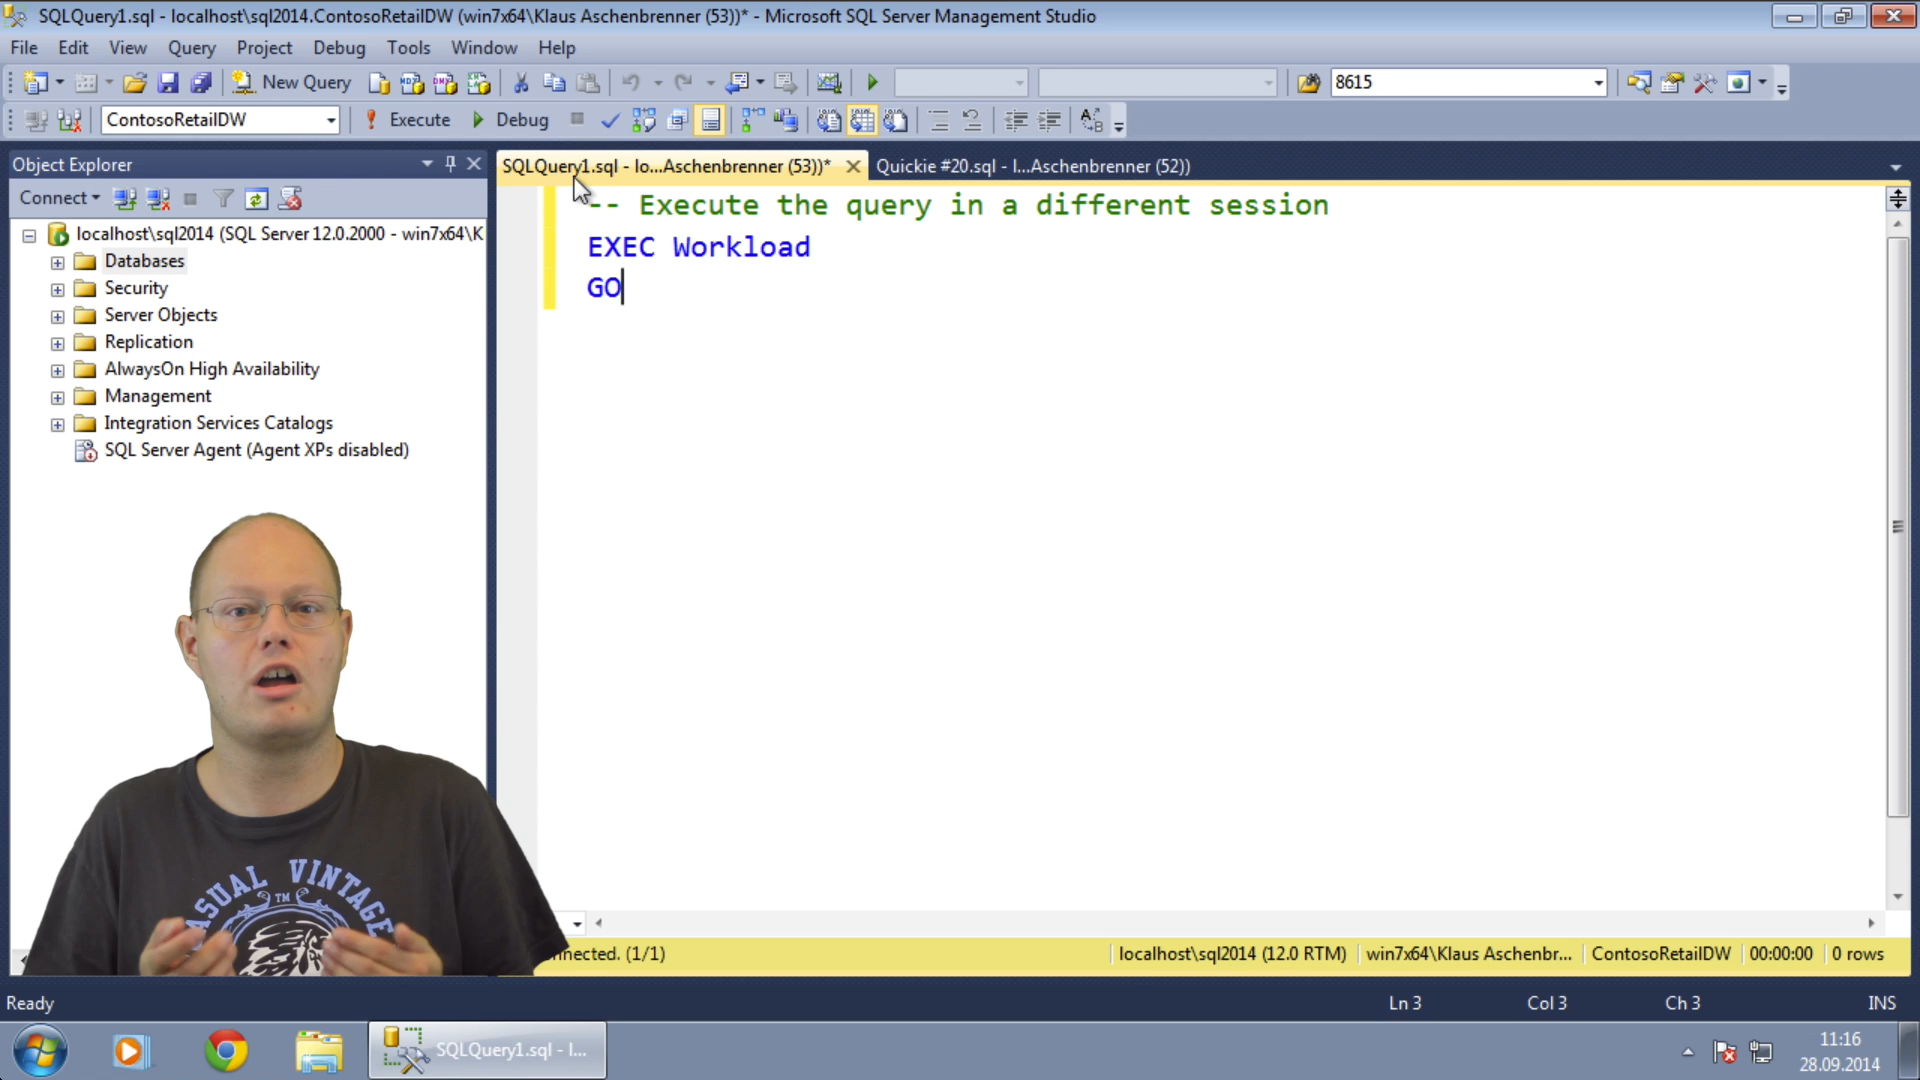 SQLQuery1.sql - localhost\sql2014.ContosoRetailDW (win7x64\Klaus Aschenbrenner (53))* - Microsoft SQL Server Management Studio
File Edit View Query Project Debug Tools Window Help
New Query 8615
ContosoRetailDW Execute Debug
Object Explorer
SQLQuery1.sql - lo...Aschenbrenner (53))* Quickie #20.sql - l...Aschenbrenner (52))
Connect
localhost\sql2014 (SQL Server 12.0.2000 - win7x64\K
Databases
Security
Server Objects
Replication
AlwaysOn High Availability
Management
Integration Services Catalogs
SQL Server Agent (Agent XPs disabled)
-- Execute the query in a different session
EXEC Workload
GO
ASUAL VINTAGE
TM
nnected. (1/1) localhost\sql2014 (12.0 RTM) win7x64\Klaus Aschenbr... ContosoRetailDW 00:00:00 0 rows
Ready Ln 3 Col 3 Ch 3 INS
SQLQuery1.sql - l...
11:16
28.09.2014